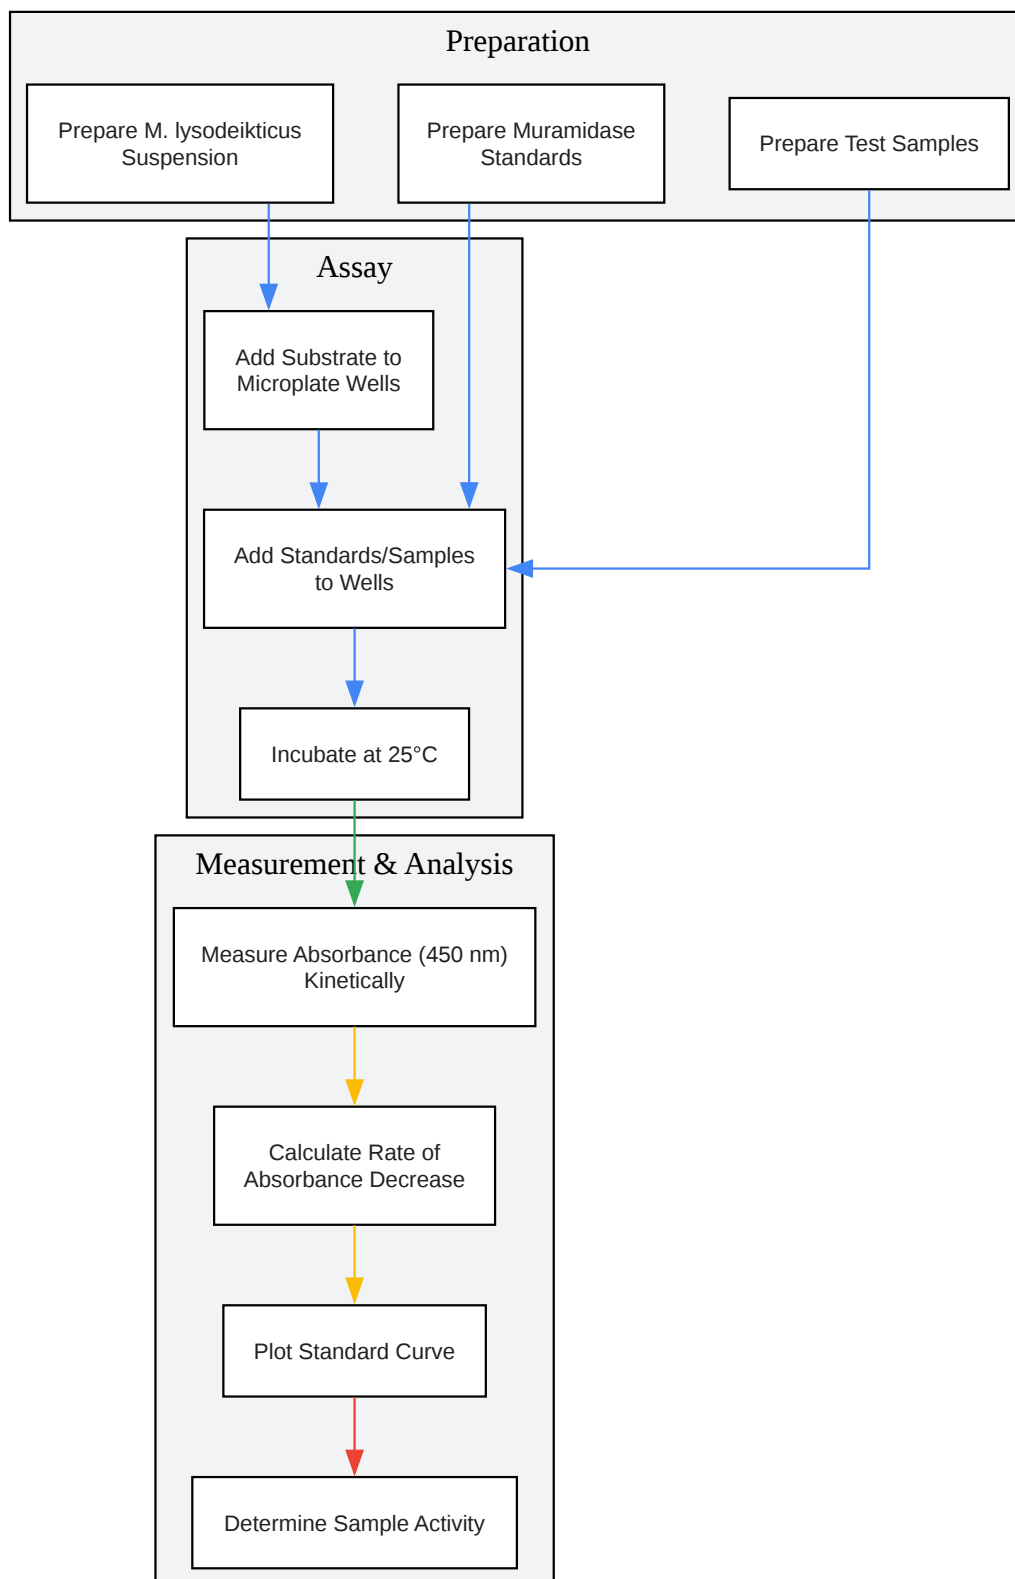 Preparation
Prepare M. lysodeikticus
Suspension
Prepare Muramidase
Standards
Prepare Test Samples
Assay
Add Substrate to
Microplate Wells
Add Standards/Samples
to Wells
Incubate at 25°C
Measurement & Analysis
Measure Absorbance (450 nm)
Kinetically
Calculate Rate of
Absorbance Decrease
Plot Standard Curve
Determine Sample Activity